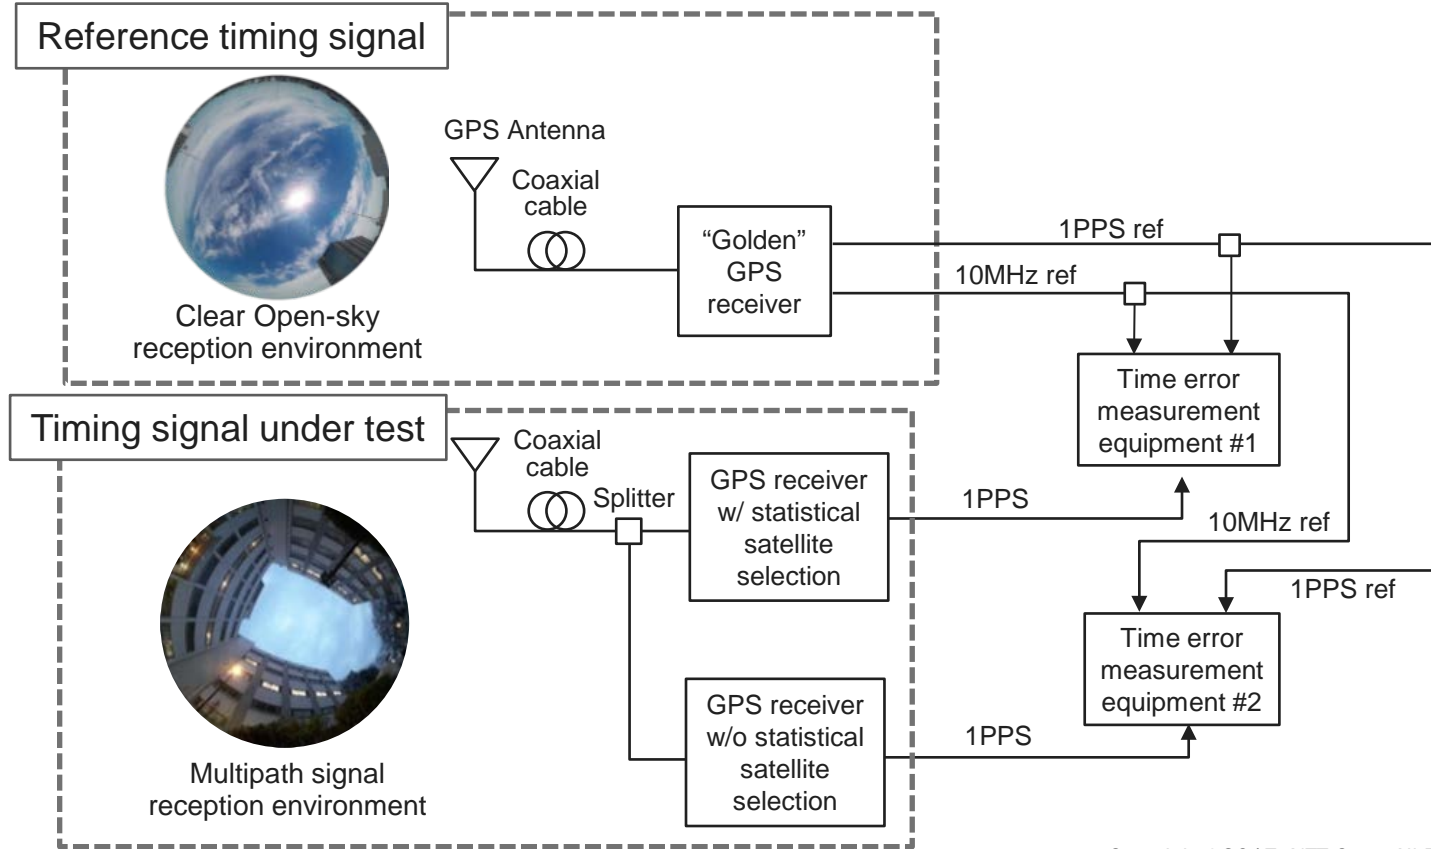 Reference timing signal
GPS Antenna
Coaxial
cable
“Golden”
GPS
receiver
1PPS ref
10MHz ref
Clear Open-sky
reception environment
Time error
measurement
equipment #1
Timing signal under test
Coaxial
cable
Splitter
GPS receiver
w/ statistical
satellite
selection
1PPS
10MHz ref
1PPS ref
Time error
measurement
equipment #2
GPS receiver
w/o statistical
satellite
selection
1PPS
Multipath signal
reception environment